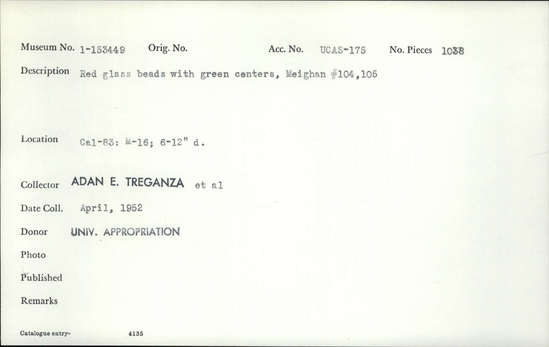 Museum No. 1-153449 Orig. No. Acc. No. UCAS-175 No. Pieces 1038
Description Red glass beads with green centers, Meighan #104,105
Location Cal-83: M-16; 6-12" d.
Collector ADAN E. TREGANZA et al
Date Coll. April, 1952
Donor UNIV. APPROPRIATION
Photo
Published
Remarks
Catalogue entry- 4135